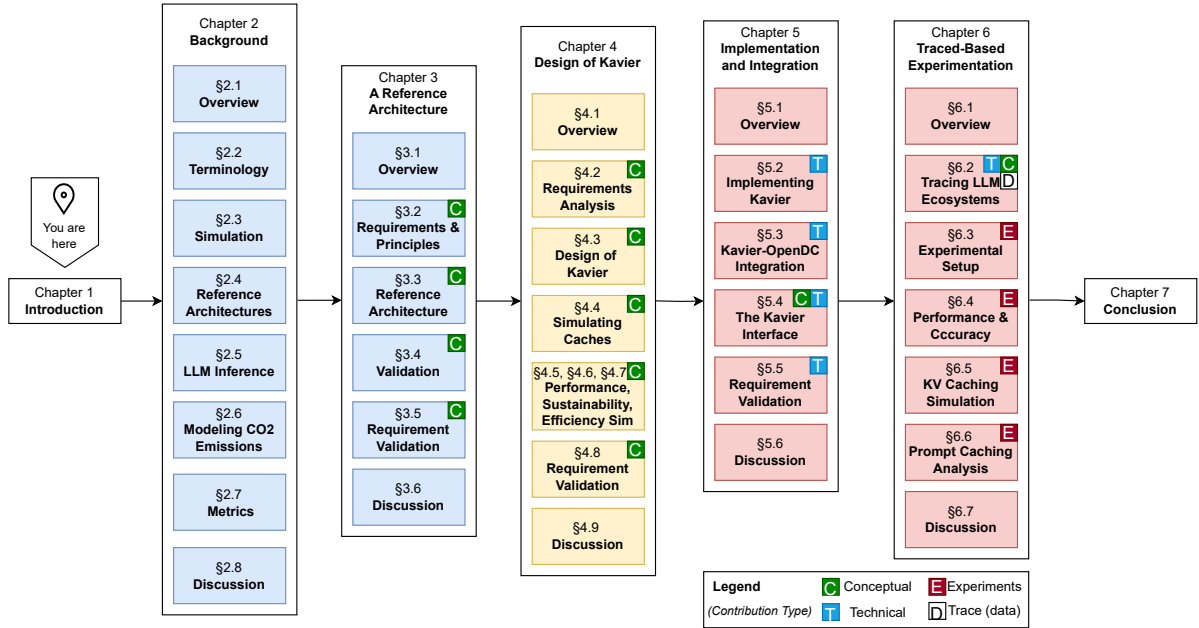 You are
here
Chapter 1
Introduction
Chapter 2
Background
§2.1
Overview
§2.2
Terminology
§2.3
Simulation
§2.4
Reference
Architectures
§2.5
LLM Inference
§2.6
Modeling CO2
Emissions
§2.7
Metrics
§2.8
Discussion
Chapter 3
A Reference
Architecture
§3.1
Overview
§3.2 C
Requirements &
Principles
§3.3 C
Reference
Architecture
§3.4 C
Validation
§3.5 C
Requirement
Validation
§3.6
Discussion
Chapter 4
Design of Kavier
§4.1
Overview
§4.2 C
Requirements
Analysis
§4.3 C
Design of
Kavier
§4.4 C
Simulating
Caches
§4.5, §4.6, §4.7 C
Performance,
Sustainability,
Efficiency Sim
§4.8 C
Requirement
Validation
§4.9
Discussion
Chapter 5
Implementation
and Integration
§5.1
Overview
§5.2 T
Implementing
Kavier
§5.3 T
Kavier-OpenDC
Integration
§5.4 C T
The Kavier
Interface
§5.5 T
Requirement
Validation
§5.6
Discussion
Chapter 6
Traced-Based
Experimentation
§6.1
Overview
§6.2 T C
Tracing LLM D
Ecosystems
§6.3 E
Experimental
Setup
§6.4 E
Performance &
Cccuracy
§6.5 E
KV Caching
Simulation
§6.6 E
Prompt Caching
Analysis
§6.7
Discussion
Chapter 7
Conclusion
Legend C Conceptual E Experiments
(Contribution Type) T Technical D Trace (data)